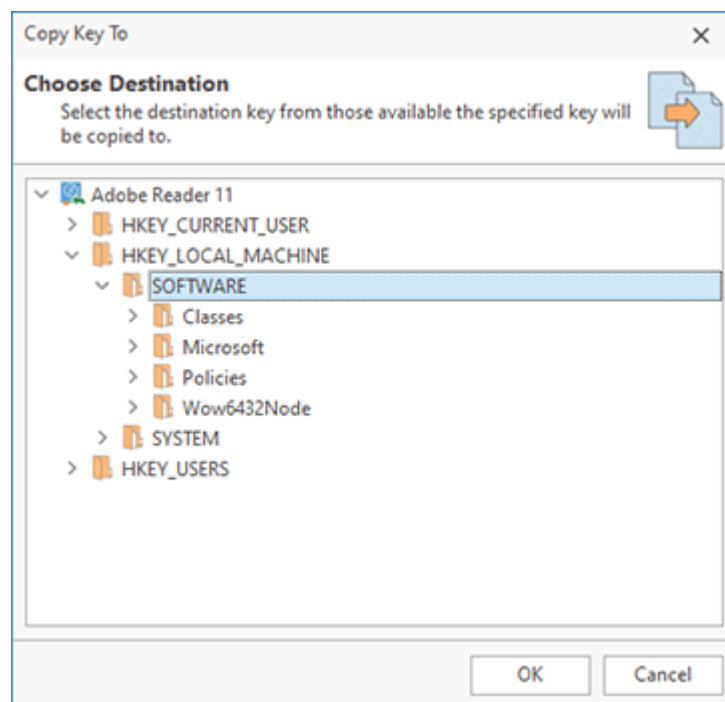 Copy Key To
Choose Destination
Select the destination key from those available the specified key will
be copied to.
Adobe Reader 11
HKEY_CURRENT_USER
HKEY_LOCAL_MACHINE
SOFTWARE
Classes
Microsoft
Policies
Wow6432Node
SYSTEM
HKEY_USERS
OK Cancel